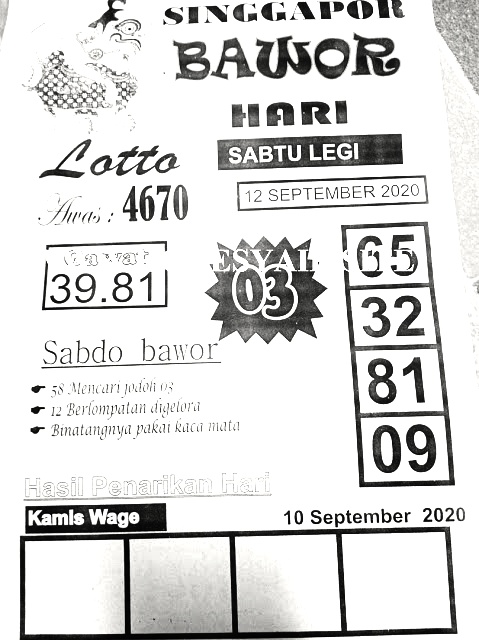 SINGGAPOR
BAWOR
HARI
Lotto
SABTU LEGI
12 SEPTEMBER 2020
Awas : 4670
Gawat
39.81
03
65
32
81
09
Sabdo bawor
58 Mencari jodoh 03
12 Berlompatan digelora
Binatangnya pakai kaca mata
Hasil Penarikan Hari
Kamis Wage
10 September 2020